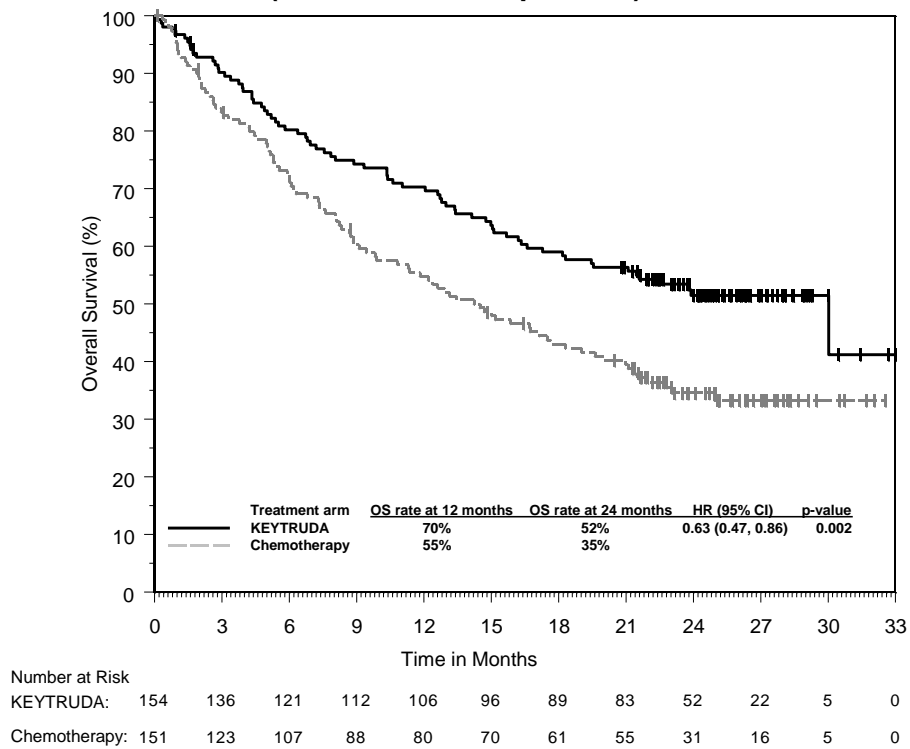 100
90
80
70
60
50
40
30
20
10
0
Overall Survival (%)
Treatment arm OS rate at 12 months OS rate at 24 months HR (95% CI) p-value
KEYTRUDA 70% 52% 0.63 (0.47, 0.86) 0.002
Chemotherapy 55% 35%
0 3 6 9 12 15 18 21 24 27 30 33
Time in Months
Number at Risk
KEYTRUDA: 154 136 121 112 106 96 89 83 52 22 5 0
Chemotherapy: 151 123 107 88 80 70 61 55 31 16 5 0